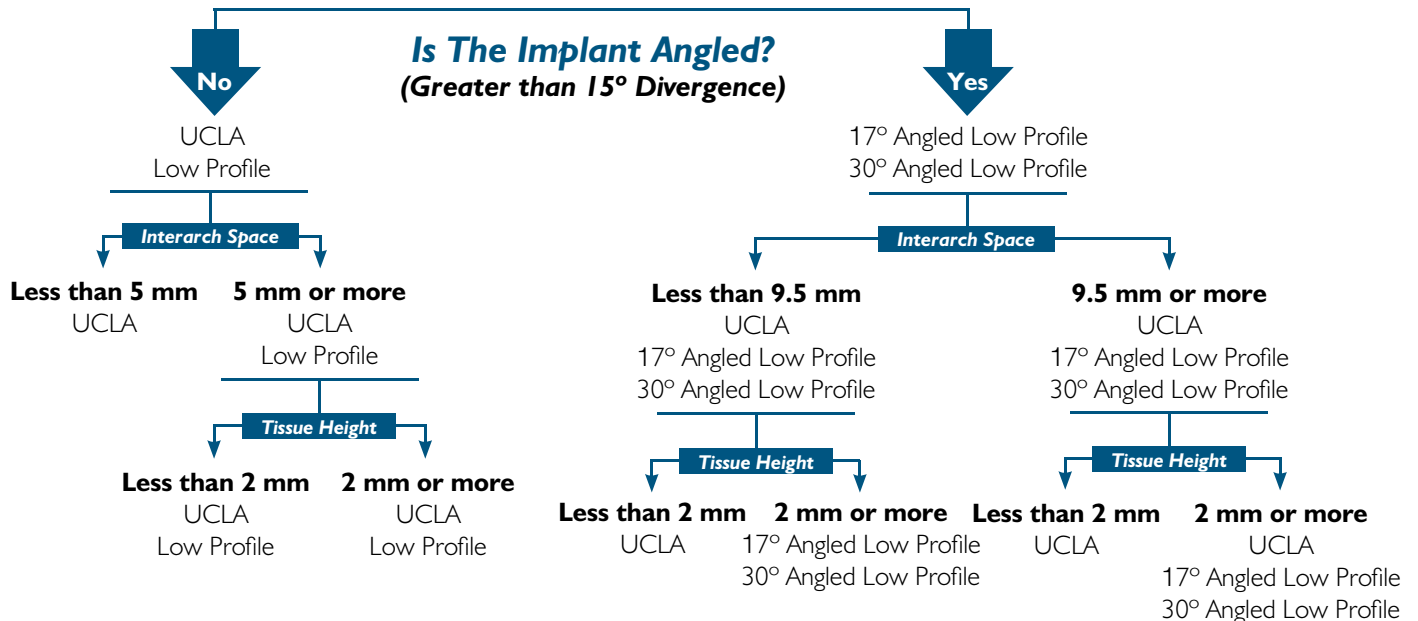 Is The Implant Angled?
(Greater than 15º Divergence)
No
UCLA
Low Profile
Interarch Space
Less than 5 mm
UCLA
5 mm or more
UCLA
Low Profile
Tissue Height
Less than 2 mm
UCLA
Low Profile
2 mm or more
UCLA
Low Profile
Yes
17º Angled Low Profile
30º Angled Low Profile
Interarch Space
Less than 9.5 mm
UCLA
17º Angled Low Profile
30º Angled Low Profile
Tissue Height
Less than 2 mm
UCLA
2 mm or more
17º Angled Low Profile
30º Angled Low Profile
9.5 mm or more
UCLA
17º Angled Low Profile
30º Angled Low Profile
Tissue Height
Less than 2 mm
UCLA
2 mm or more
UCLA
17º Angled Low Profile
30º Angled Low Profile